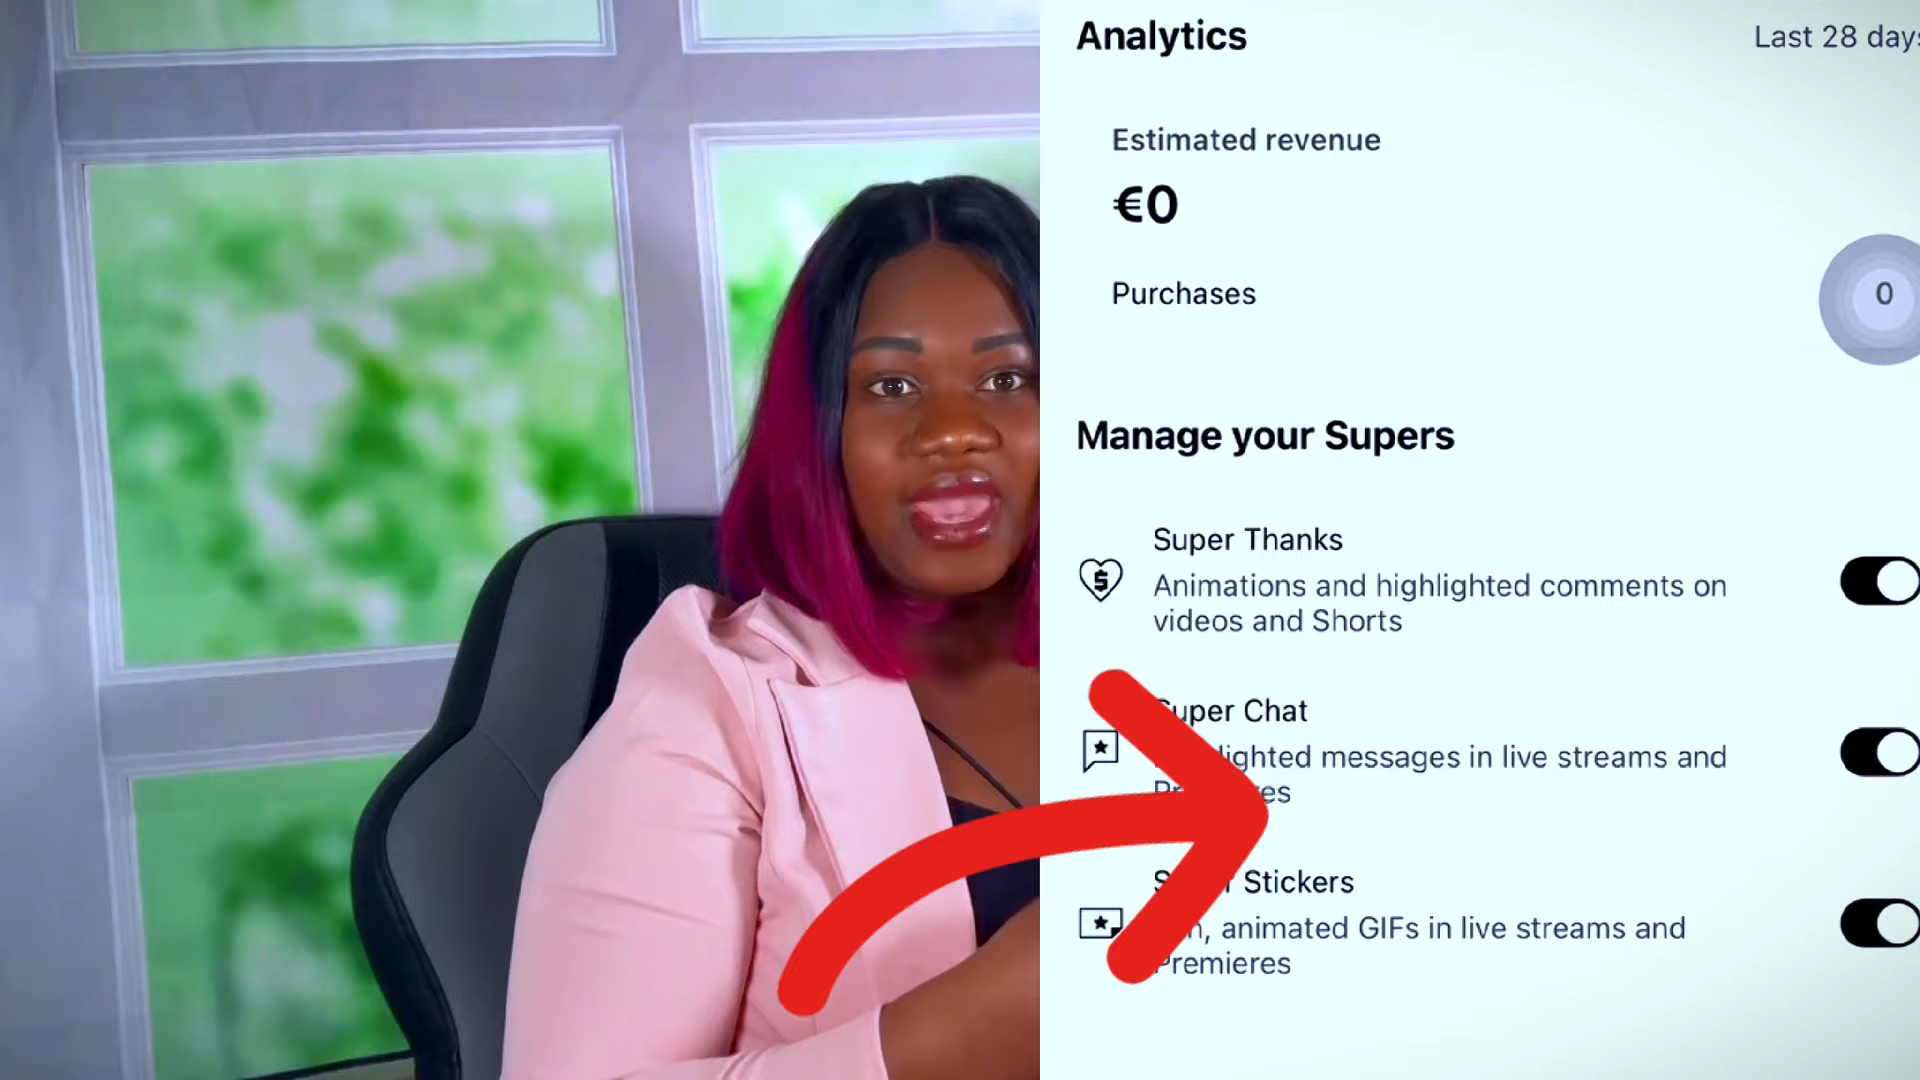 Analytics
Last 28 days
Estimated revenue
€0
Purchases
0
Manage your Supers
Super Thanks
Animations and highlighted comments on
videos and Shorts
Super Chat
messages in live streams and
Super Stickers
animated GIFs in live streams and
Premieres